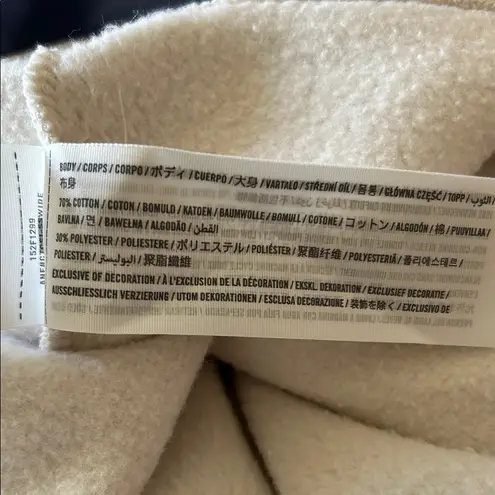 BODY / CORPS / CORPO / ボディ / CUERPO / 大身 / VARTALO / STŘEDNÍ DÍL / 몸통 / GŁÓWNA CZĘŚĆ / TOPP / الثوب /
布身
70% COTTON / COTON / BOMULD / KATOEN / BAUMWOLLE / BOMULL / COTONE / コットン / ALGODÓN / 棉 / PUUVILLAA /
BAVLNA / 면 / BAWEŁNA / ALGODÃO / القطن /
30% POLYESTER / POLIESTERE / ポリエステル / POLIÉSTER / 聚酯纤维 / POLYESTERIÄ / 폴리에스테르 /
POLIESTER / البوليستر / 聚脂纖維
EXCLUSIVE OF DECORATION / À L'EXCLUSION DE LA DÉCORATION / EKSKL. DEKORATION / EXCLUSIEF DECORATIE /
AUSSCHLIESSLICH VERZIERUNG / UTOM DEKORATIONEN / ESCLUSA DECORAZIONE / 装飾を除く / EXCLUSIVO DE
152F1299